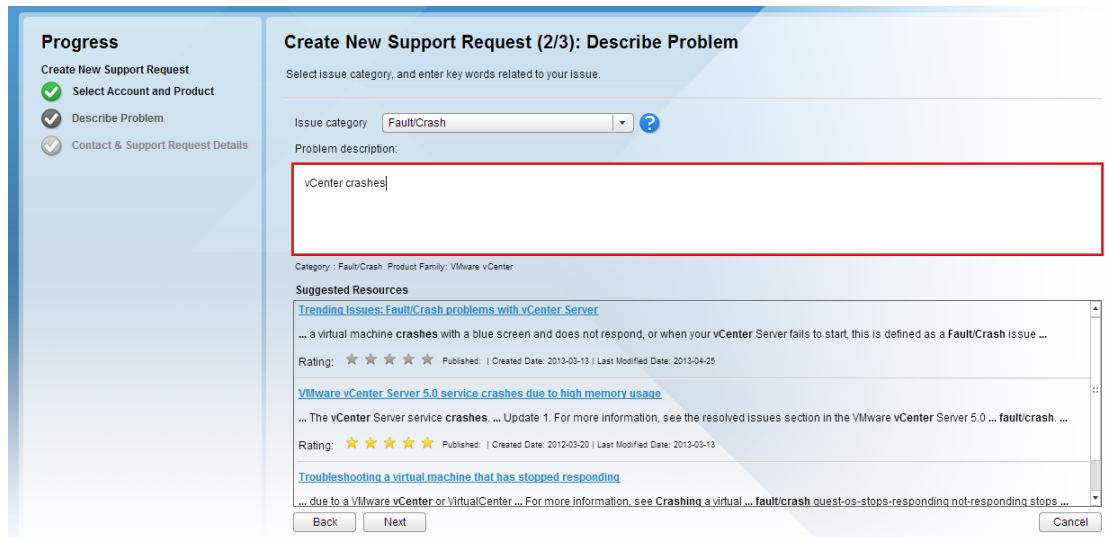 Progress
Create New Support Request
Select Account and Product
Describe Problem
Contact & Support Request Details
Create New Support Request (2/3): Describe Problem
Select issue category, and enter key words related to your issue.
Issue category Fault/Crash ?
Problem description:
vCenter crashes
Category : Fault/Crash Product Family: VMware vCenter
Suggested Resources
Trending Issues: Fault/Crash problems with vCenter Server
... a virtual machine crashes with a blue screen and does not respond, or when your vCenter Server fails to start, this is defined as a Fault/Crash issue ...
Rating: Published: | Created Date: 2013-03-13 | Last Modified Date: 2013-04-25
VMware vCenter Server 5.0 service crashes due to high memory usage
... The vCenter Server service crashes. ... Update 1. For more information, see the resolved issues section in the VMware vCenter Server 5.0 ... fault/crash. ...
Rating: Published: | Created Date: 2012-03-20 | Last Modified Date: 2013-03-13
Troubleshooting a virtual machine that has stopped responding
... due to a VMware vCenter or VirtualCenter ... For more information, see Crashing a virtual ... fault/crash guest-os-stops-responding not-responding stops ...
Back Next Cancel